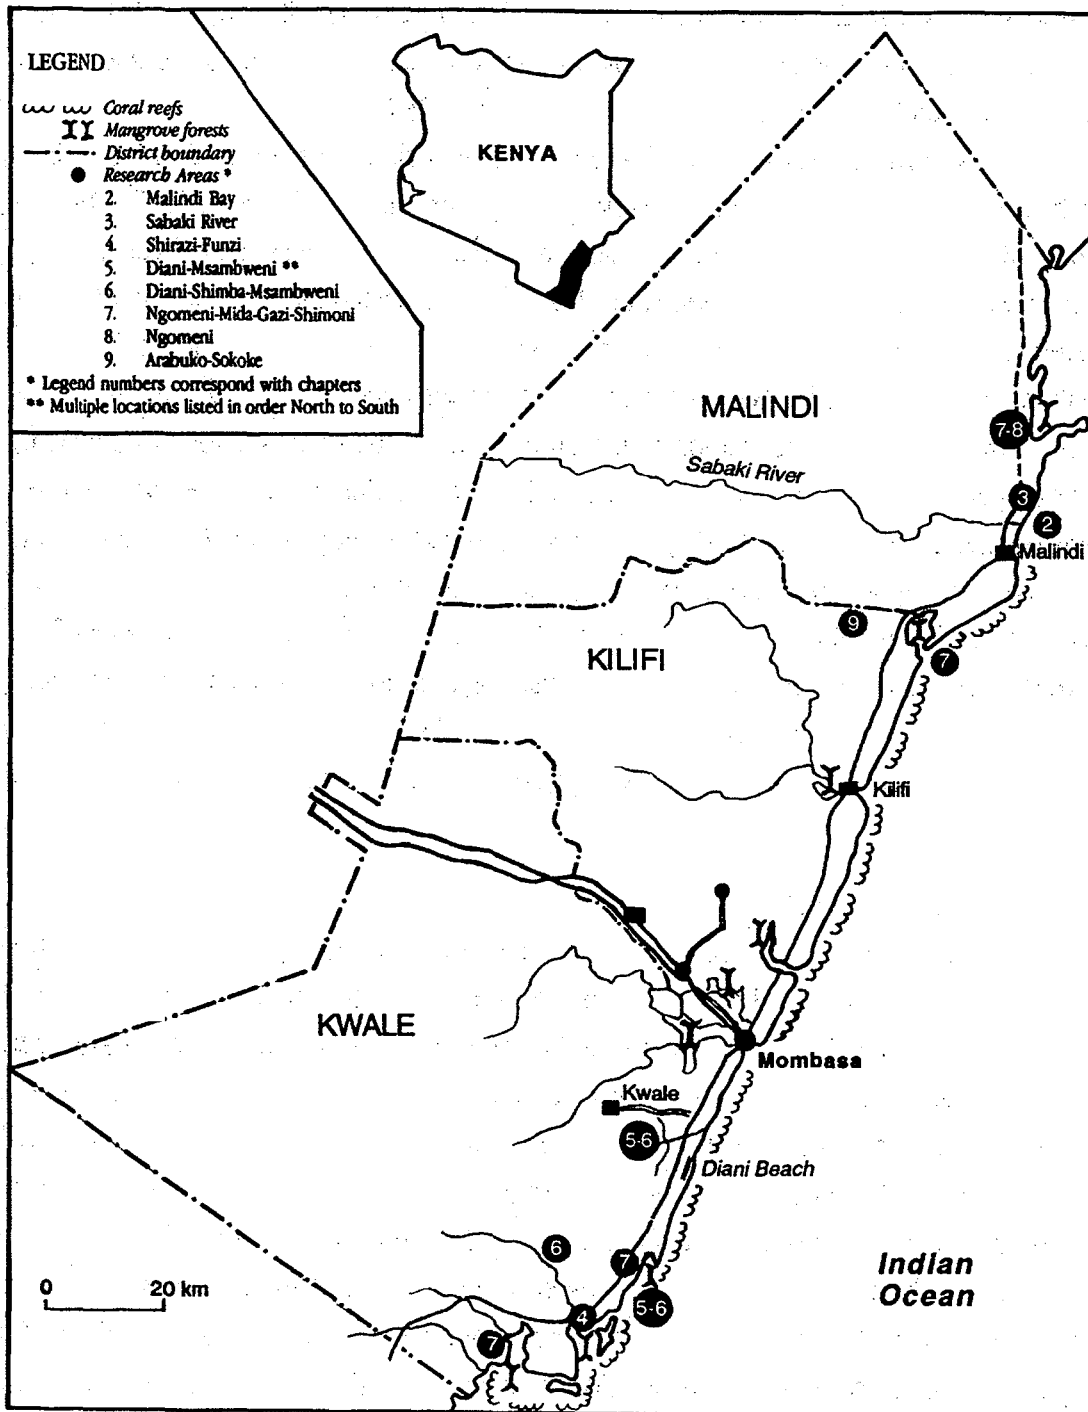 LEGEND
Coral reefs
Mangrove forests
District boundary
Research Areas *
2. Malindi Bay
3. Sabaki River
4. Shirazi-Funzi
5. Diani-Msambweni **
6. Diani-Shimba-Msambweni
7. Ngomeni-Mida-Gazi-Shimoni
8. Ngomeni
9. Arabuko-Sokoke
* Legend numbers correspond with chapters
** Multiple locations listed in order North to South
KENYA
MALINDI
7-8
Sabaki River
3
2
Malindi
9
KILIFI
7
Kilifi
KWALE
Mombasa
Kwale
5-6
Diani Beach
6
7
Indian
Ocean
0 20 km
5-6
4
7